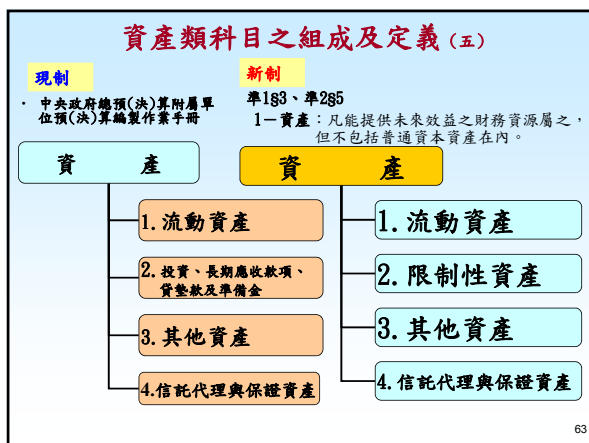 資產類科目之組成及定義(五)
現制
· 中央政府總預(決)算附屬單
位預(決)算編製作業手冊
資 產
1.流動資產
2.投資、長期應收款項、
貸墊款及準備金
3.其他資產
4.信託代理與保證資產
新制
準1§3、準2§5
1－資產：凡能提供未來效益之財務資源屬之，
但不包括普通資本資產在內。
資 產
1.流動資產
2.限制性資產
3.其他資產
4.信託代理與保證資產
63